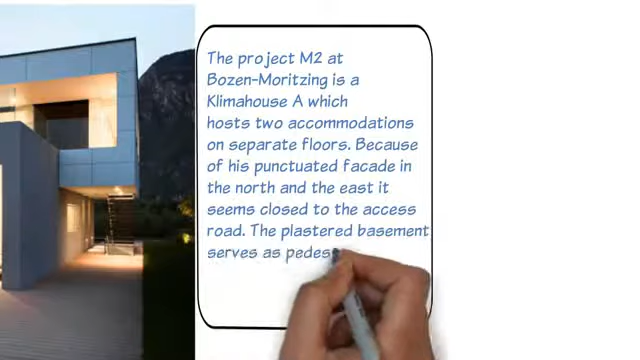 The project M2 at
Bozen-Moritzing is a
Klimahouse A which
hosts two accommodations
on separate floors. Because
of his punctuated facade in
the north and the east it
seems closed to the access
road. The plastered basement
serves as pedes